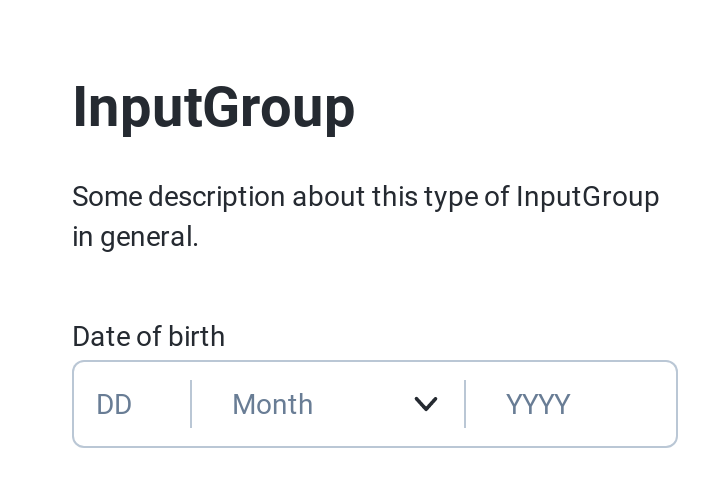 InputGroup
Some description about this type of InputGroup
in general.
Date of birth
DD Month YYYY